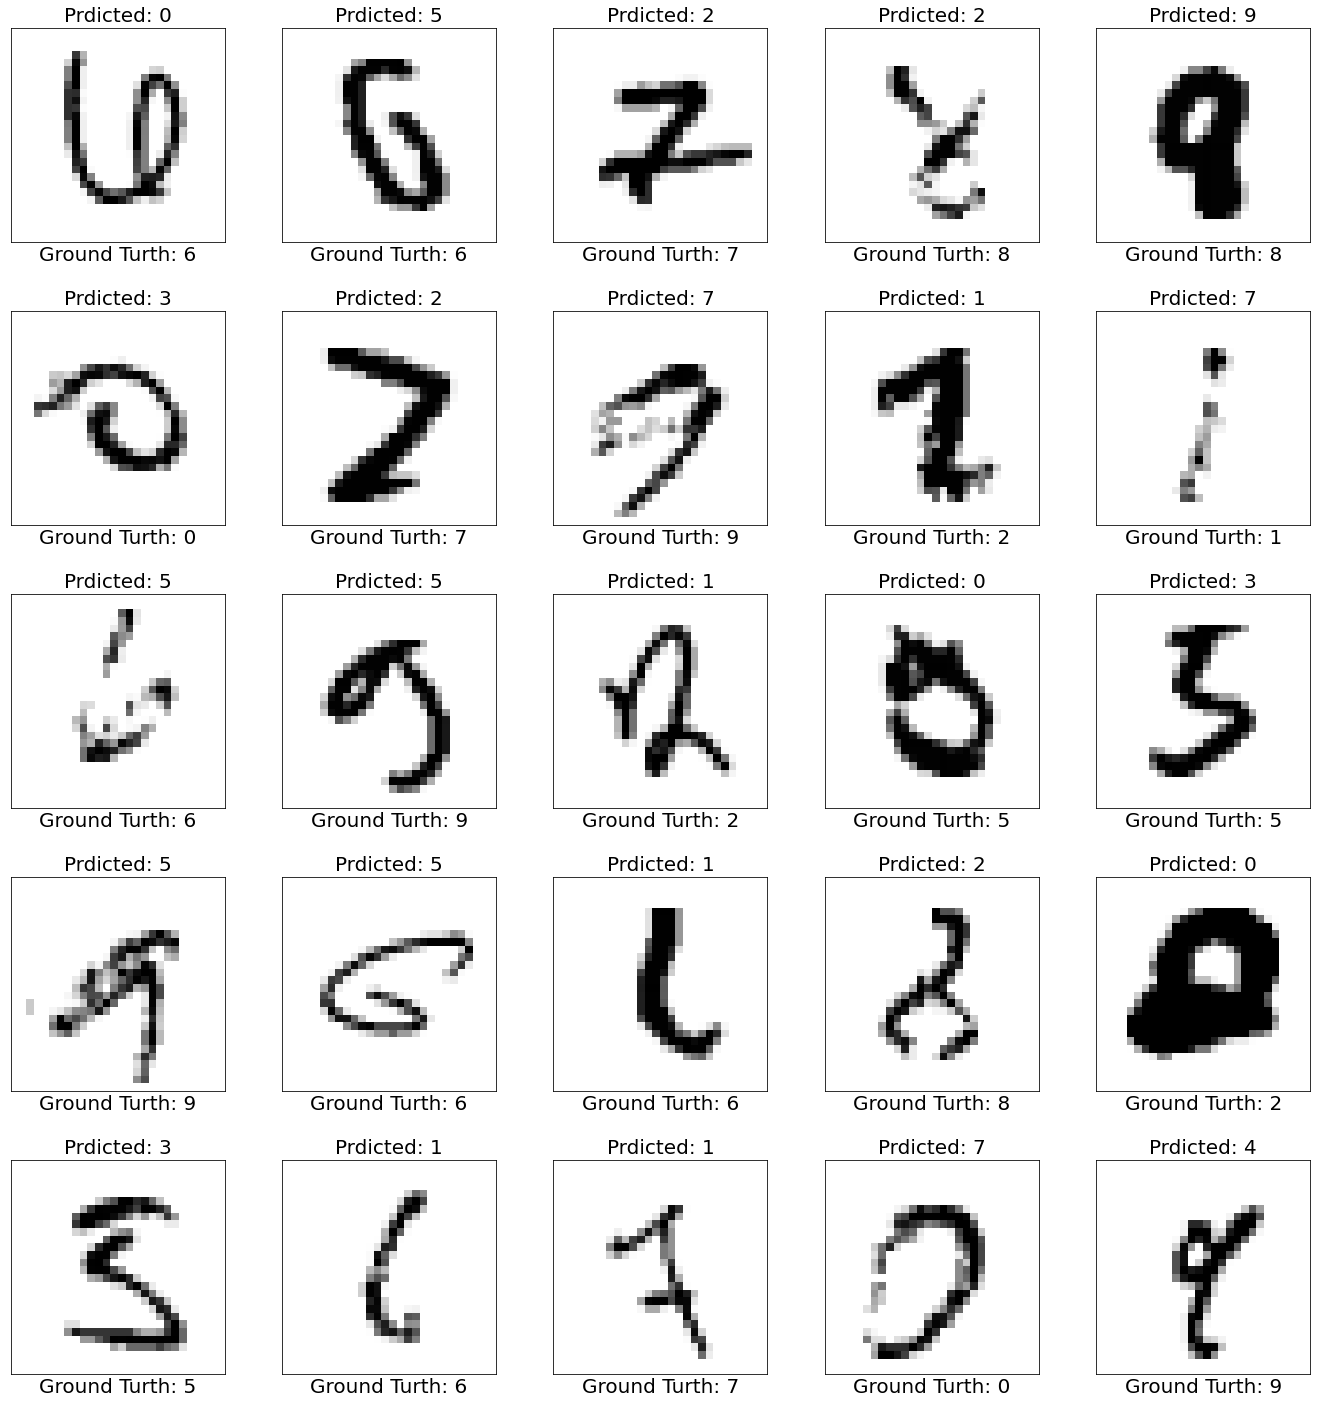 Prdicted: 0 Prdicted: 5 Prdicted: 2 Prdicted: 2 Prdicted: 9
Ground Turth: 6 Ground Turth: 6 Ground Turth: 7 Ground Turth: 8 Ground Turth: 8
Prdicted: 3 Prdicted: 2 Prdicted: 7 Prdicted: 1 Prdicted: 7
Ground Turth: 0 Ground Turth: 7 Ground Turth: 9 Ground Turth: 2 Ground Turth: 1
Prdicted: 5 Prdicted: 5 Prdicted: 1 Prdicted: 0 Prdicted: 3
Ground Turth: 6 Ground Turth: 9 Ground Turth: 2 Ground Turth: 5 Ground Turth: 5
Prdicted: 5 Prdicted: 5 Prdicted: 1 Prdicted: 2 Prdicted: 0
Ground Turth: 9 Ground Turth: 6 Ground Turth: 6 Ground Turth: 8 Ground Turth: 2
Prdicted: 3 Prdicted: 1 Prdicted: 1 Prdicted: 7 Prdicted: 4
Ground Turth: 5 Ground Turth: 6 Ground Turth: 7 Ground Turth: 0 Ground Turth: 9